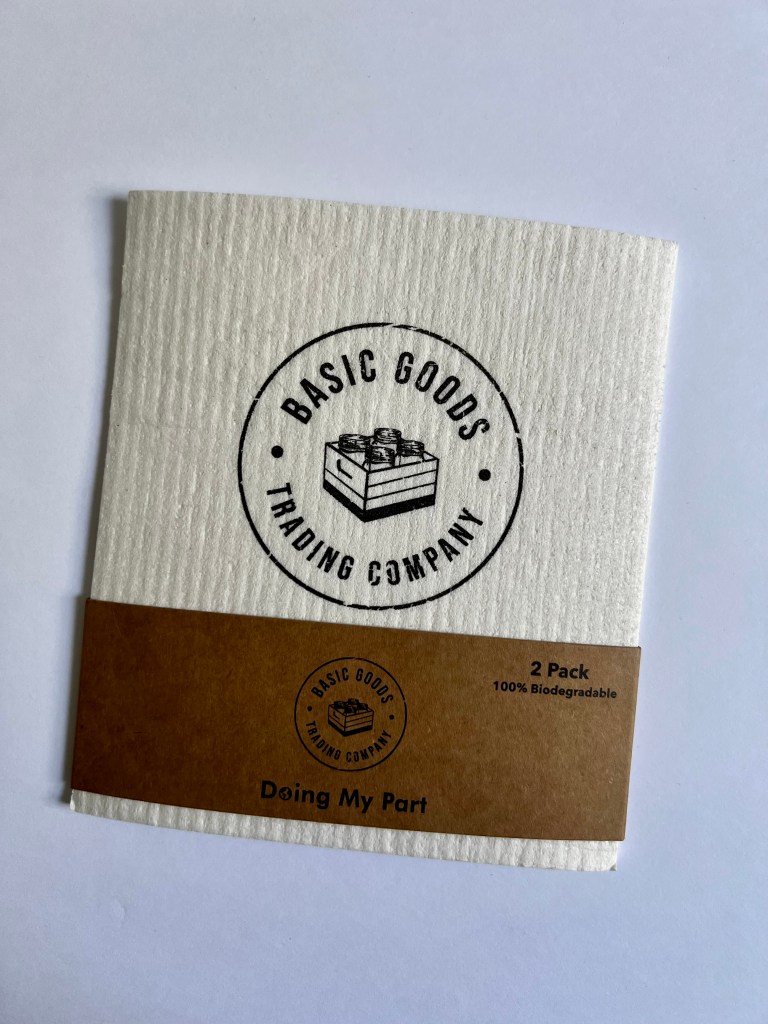 BASIC GOODS
TRADING COMPANY
2 Pack
100% Biodegradable
BASIC GOODS
TRADING COMPANY
Doing My Part